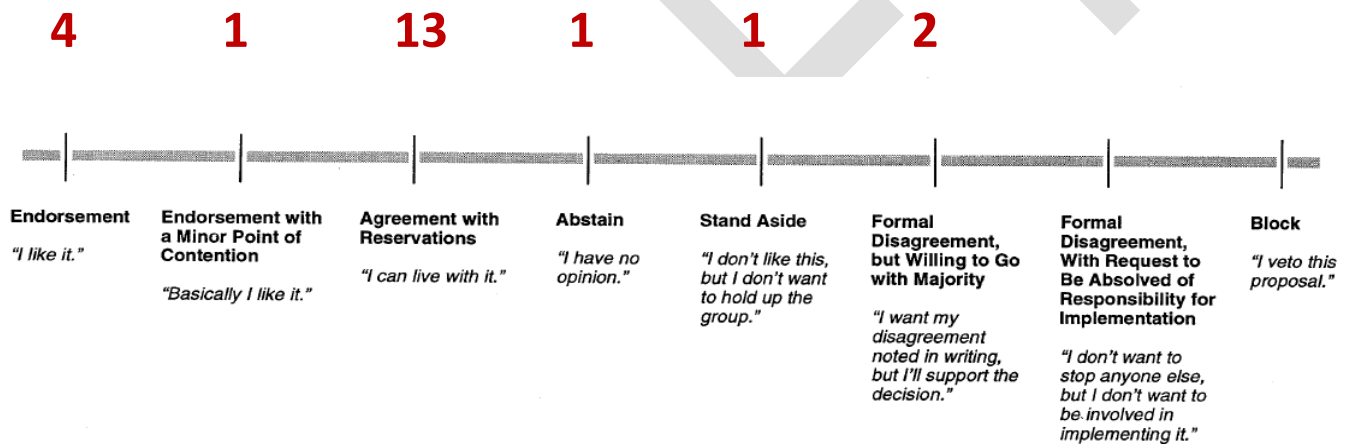 4 1 13 1 1 2
Endorsement
"I like it."
Endorsement with
a Minor Point of
Contention
"Basically I like it."
Agreement with
Reservations
"I can live with it."
Abstain
"I have no
opinion."
Stand Aside
"I don't like this,
but I don't want
to hold up the
group."
Formal
Disagreement,
but Willing to Go
with Majority
"I want my
disagreement
noted in writing,
but I'll support the
decision."
Formal
Disagreement,
With Request to
Be Absolved of
Responsibility for
Implementation
"I don't want to
stop anyone else,
but I don't want to
be involved in
implementing it."
Block
"I veto this
proposal."